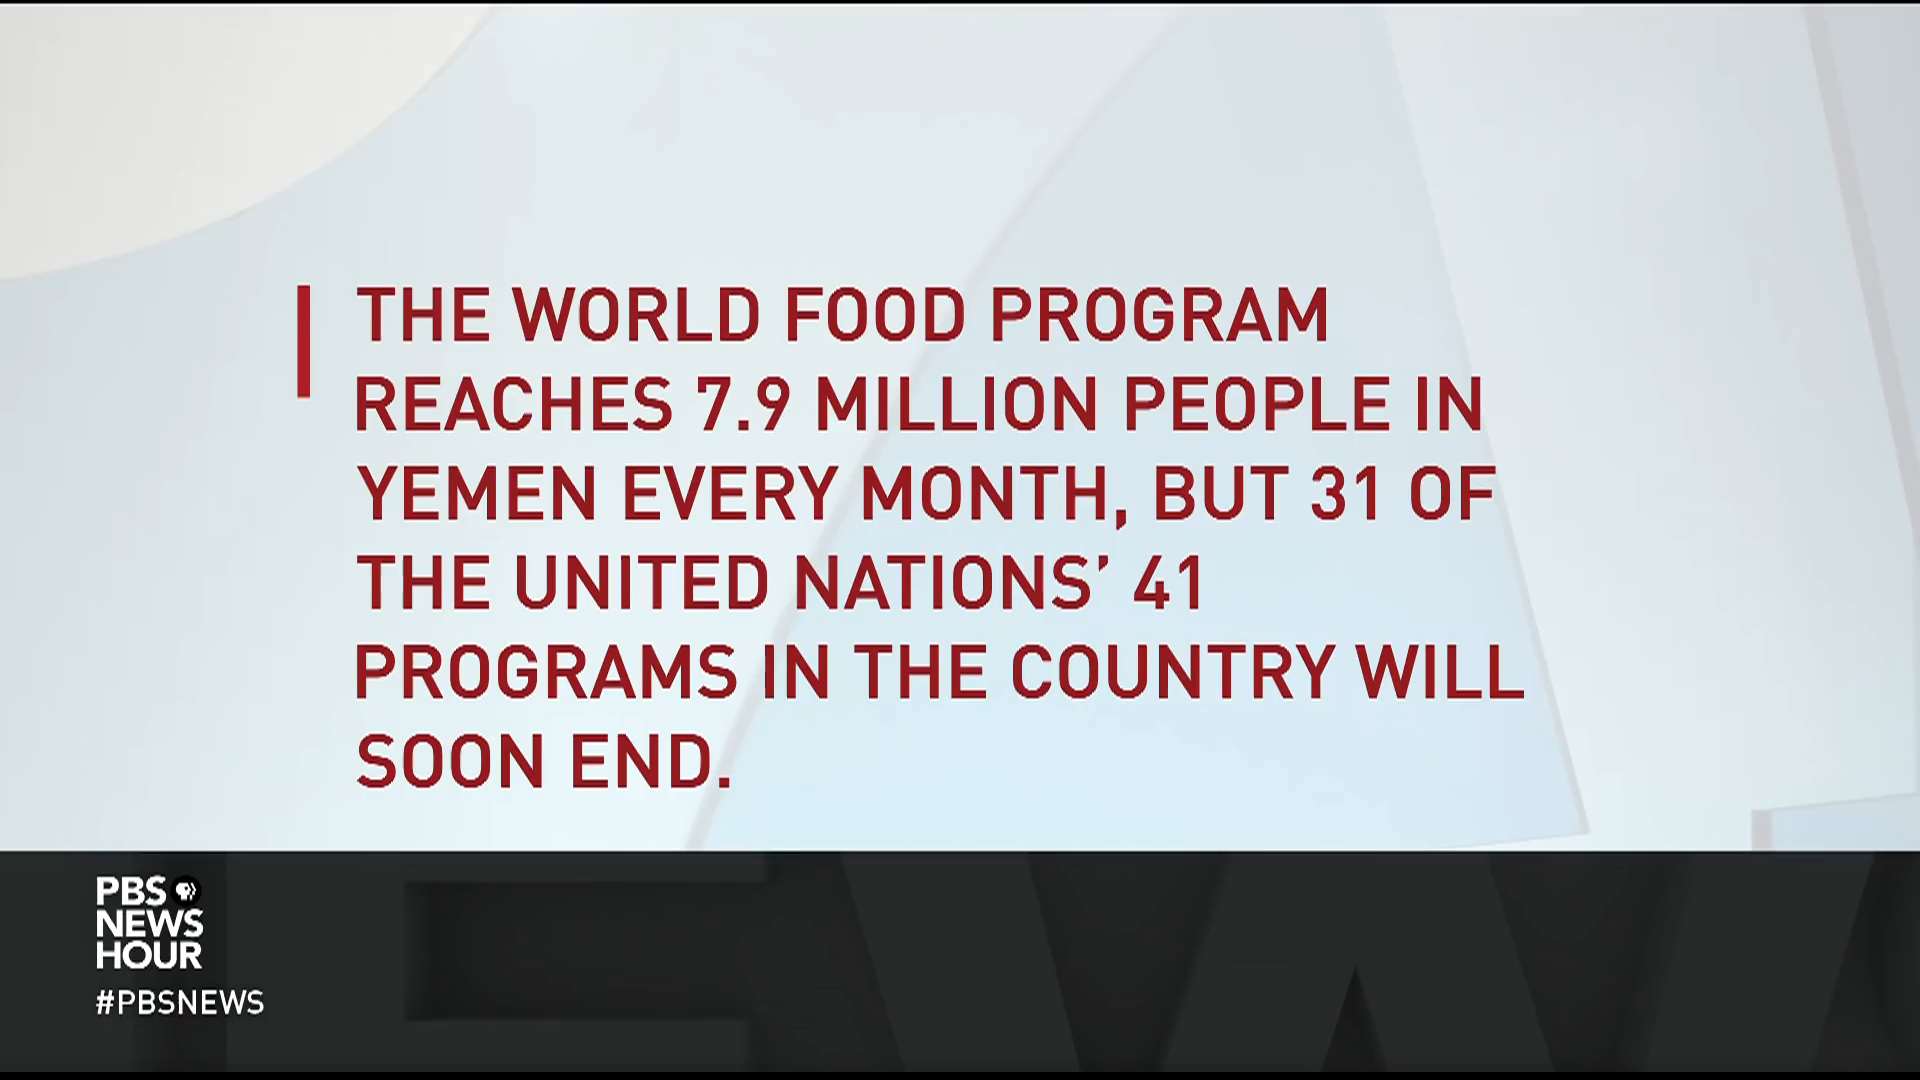 THE WORLD FOOD PROGRAM
REACHES 7.9 MILLION PEOPLE IN
YEMEN EVERY MONTH, BUT 31 OF
THE UNITED NATIONS’ 41
PROGRAMS IN THE COUNTRY WILL
SOON END.
PBS
NEWS
HOUR
#PBSNEWS